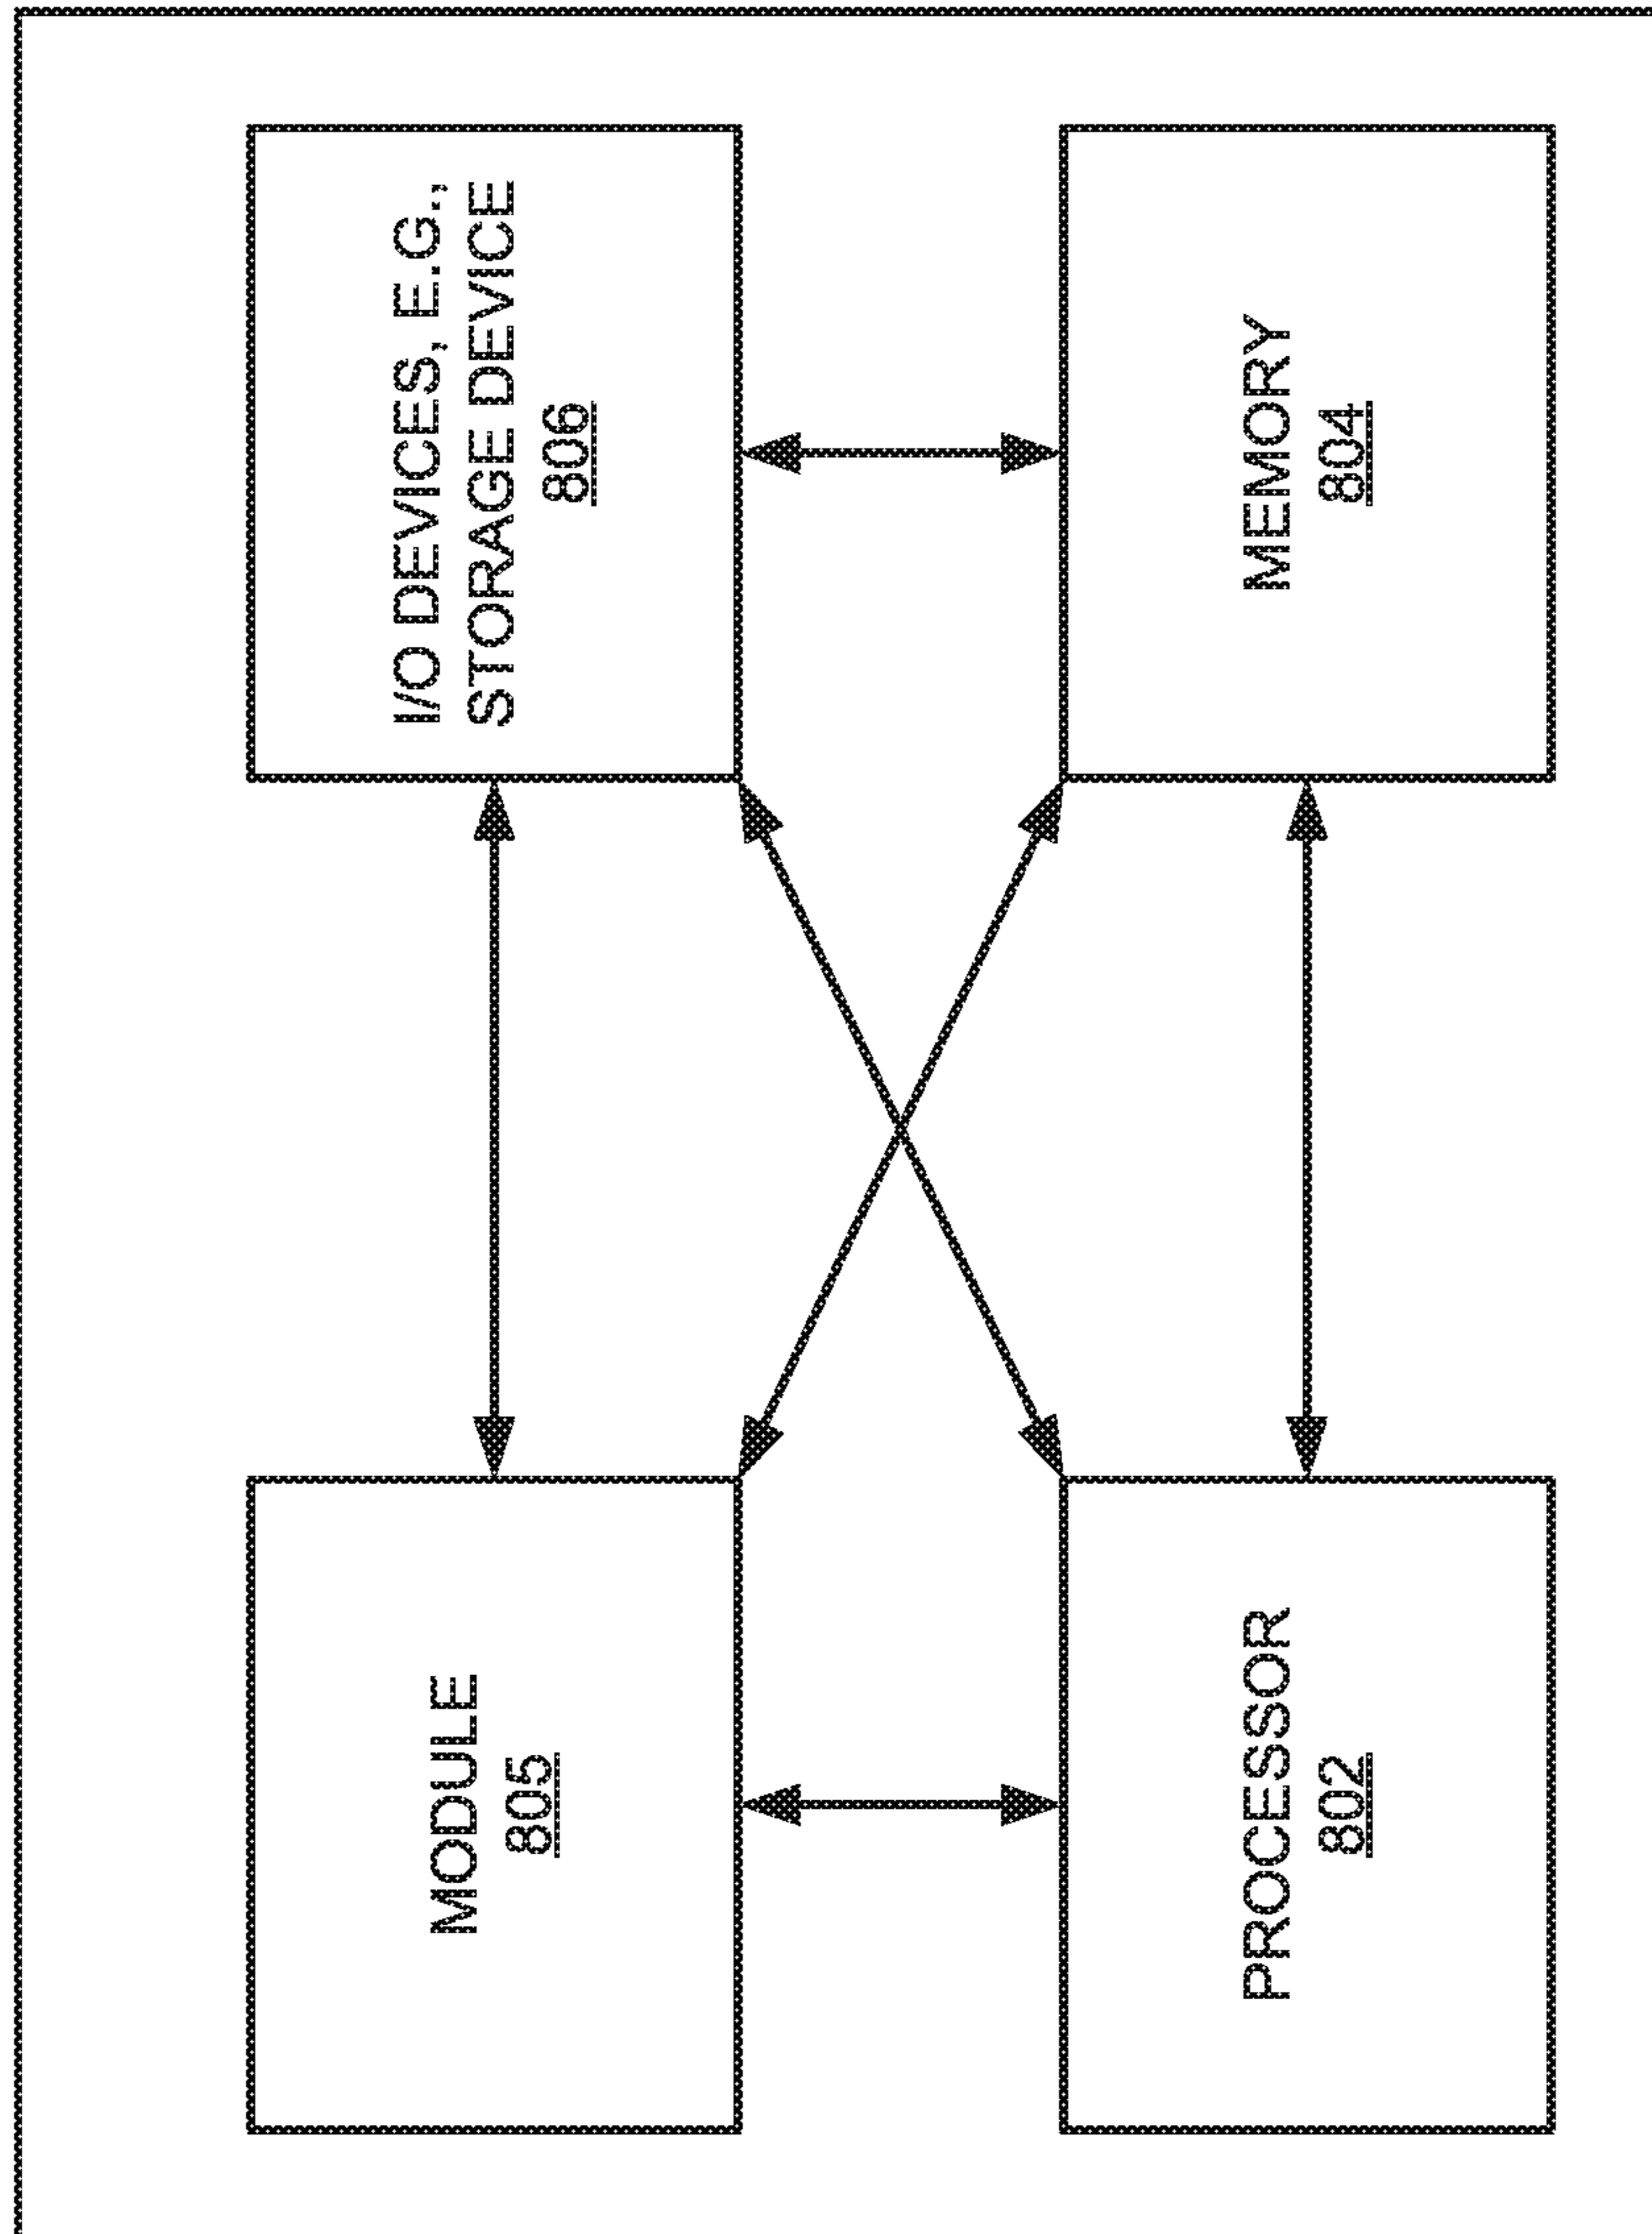 MODULE
805
I/O DEVICES, E.G.,
STORAGE DEVICE
806
PROCESSOR
802
MEMORY
804